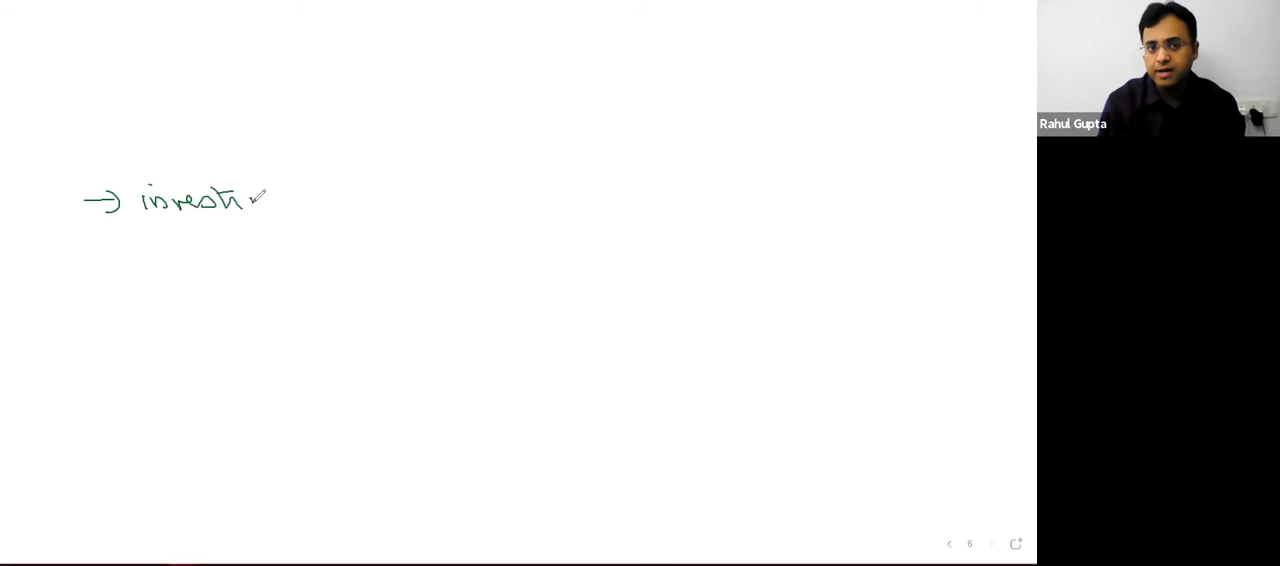 → investi
Rahul Gupta
6